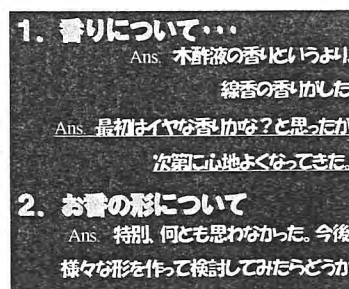 1. 香りについて・・・
Ans. 木酢液の香りというより、
線香の香りがした
Ans. 最初はイヤな香りかな？と思ったが
次第に心地よくなってきた。
2. お香の形について
Ans. 特別、何とも思わなかった。今後
様々な形を作って検討してみたらどうか